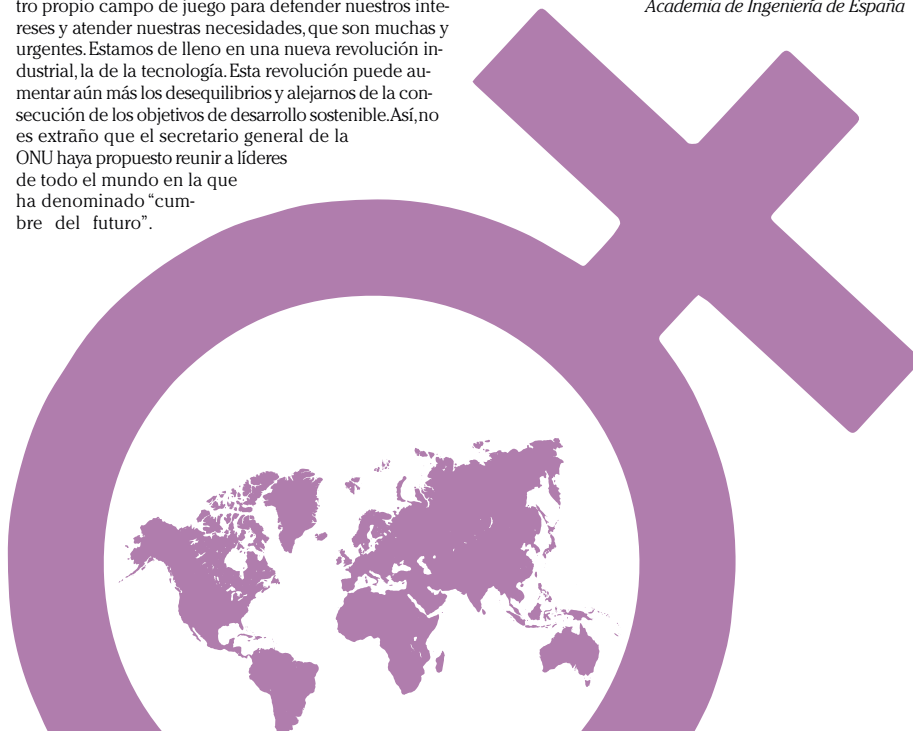 tro propio campo de juego para defender nuestros inte-
reses y atender nuestras necesidades, que son muchas y
urgentes. Estamos de lleno en una nueva revolución in-
dustrial, la de la tecnología. Esta revolución puede au-
mentar aún más los desequilibrios y alejarnos de la con-
secución de los objetivos de desarrollo sostenible. Así, no
es extraño que el secretario general de la
ONU haya propuesto reunir a líderes
de todo el mundo en la que
ha denominado “cum-
bre del futuro”.
Academia de Ingeniería de España